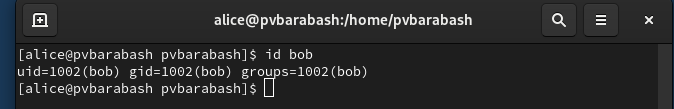 alice@pvbarabash:/home/pvbarabash
[alice@pvbarabash pvbarabash]$ id bob
uid=1002(bob) gid=1002(bob) groups=1002(bob)
[alice@pvbarabash pvbarabash]$